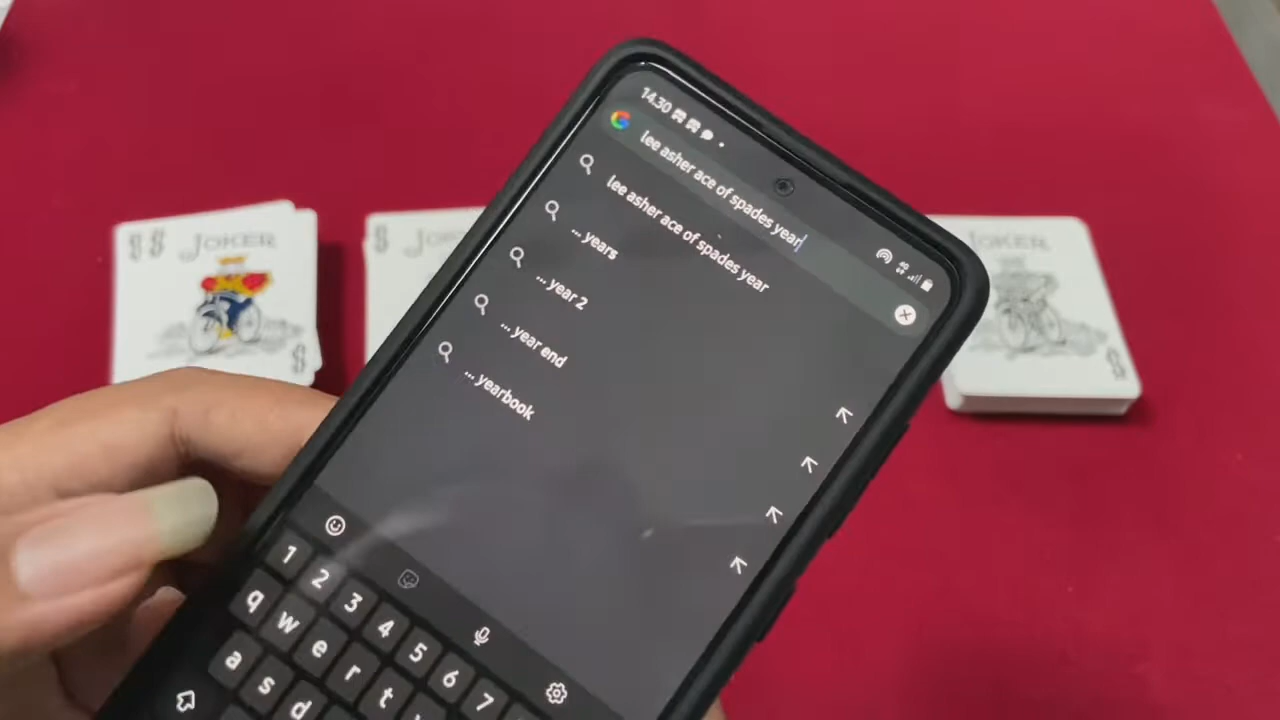 14.30
lee asher ace of spades year
lee asher ace of spades year
... years
... year 2
... year end
... yearbook
1 2 3 4 5 6 7
q w e r t
a s d
JOKER
JOKER